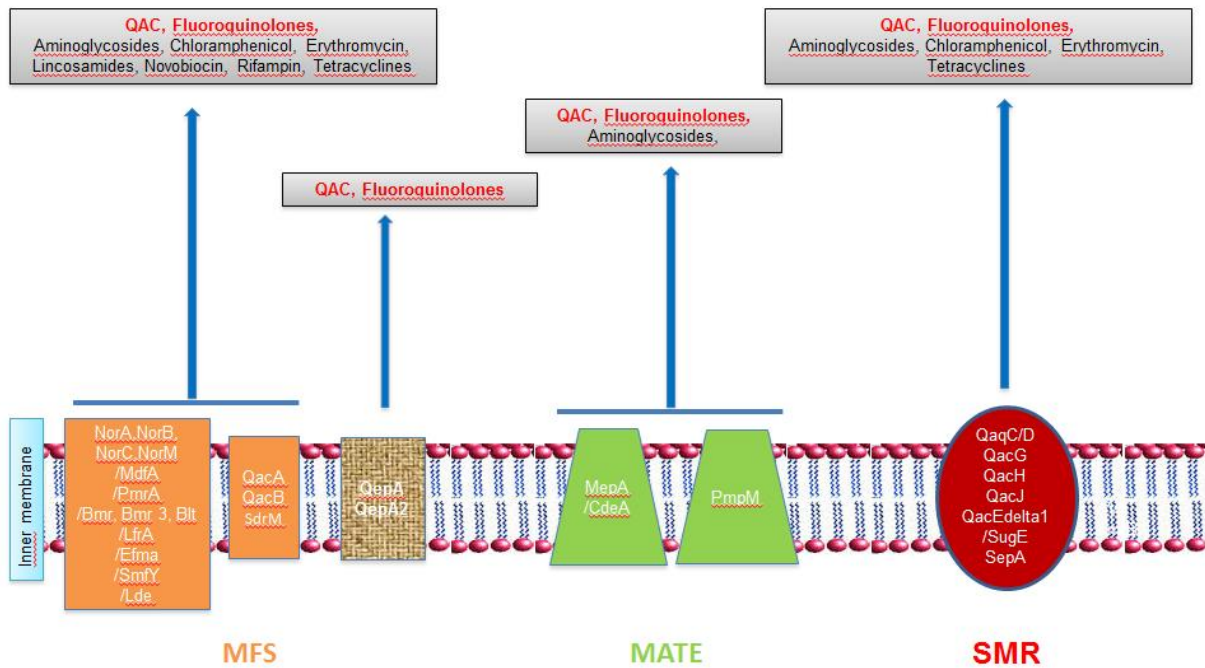 QAC, Fluoroquinolones,
Aminoglycosides, Chloramphenicol, Erythromycin,
Lincosamides, Novobiocin, Rifampin, Tetracyclines
QAC, Fluoroquinolones,
Aminoglycosides, Chloramphenicol, Erythromycin,
Tetracyclines
QAC, Fluoroquinolones,
Aminoglycosides,
QAC, Fluoroquinolones
Inner membrane
NorA,NorB,
NorC,NorM
/MdfA
/PmrA
/Bmr, Bmr 3, Blt
/LfrA
/Efma
/SmfY
/Lde
QacA
QacB
SdrM
QepA
QepA2
MepA
/CdeA
PmpM
QaqC/D
QacG
QacH
QacJ
QacEdelta1
/SugE
SepA
MFS
MATE
SMR